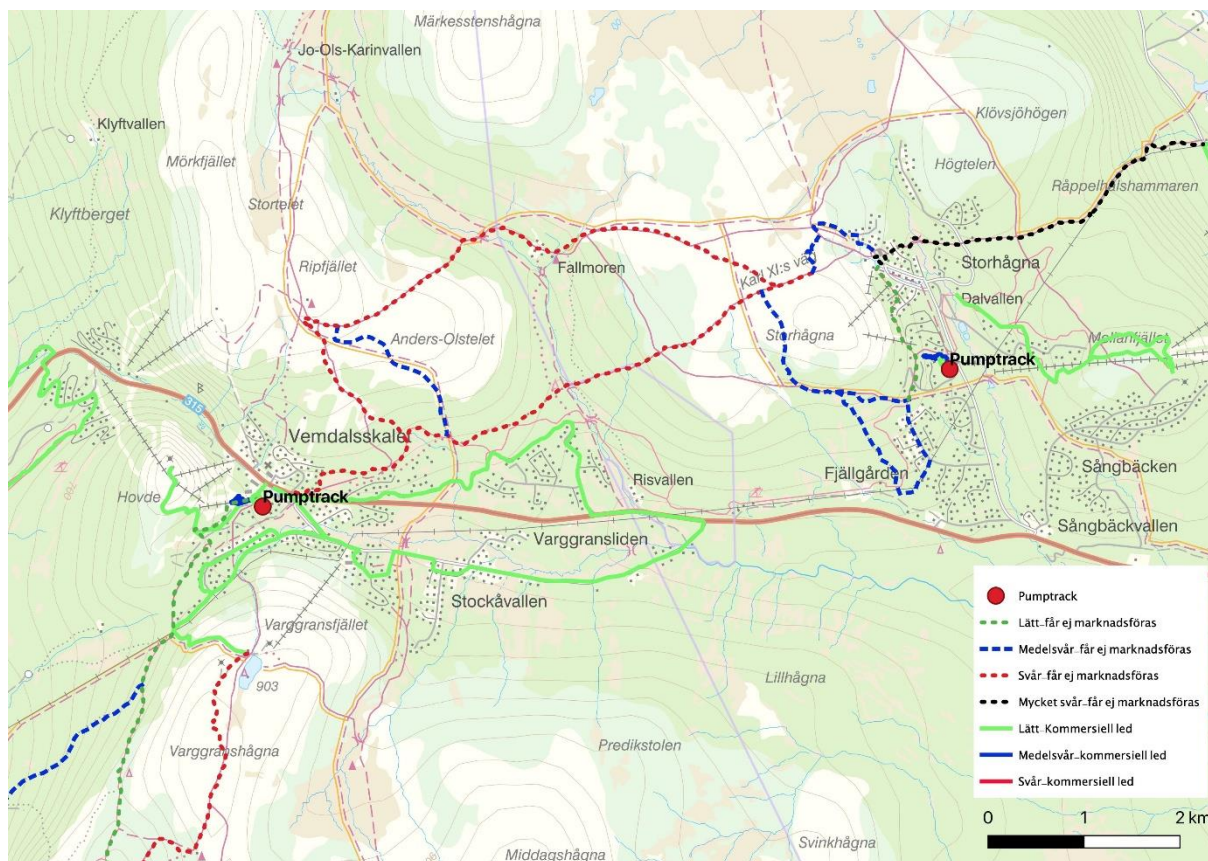 Märkesstenshågna
Jo-Ols-Karinvallen
Klyftvallen
Klövsjöhögen
Mörkfjället
Högtelen
Råppelhalshammaren
Klyftberget
Stortelet
Ripfjället
Fallmoren
Karl XI:s väg
Storhågna
Dalvallen
Anders-Olstelet
Storhågna
Mellanfjället
Pumptrack
315
Vemdalsskalet
Fjällgården
Sångbäcken
Hovde
Pumptrack
Risvallen
700
Varggransliden
Sångbäckvallen
Stockåvallen
Varggransfjället
903
Lillhågna
Predikstolen
Varggranshågna
Svinkhågna
Middagshågna
900
Pumptrack
Lätt-får ej marknadsföras
Medelsvår-får ej marknadsföras
Svår-får ej marknadsföras
Mycket svår-får ej marknadsföras
Lätt-Kommersiell led
Medelsvår-kommersiell led
Svår-kommersiell led
0 1 2 km